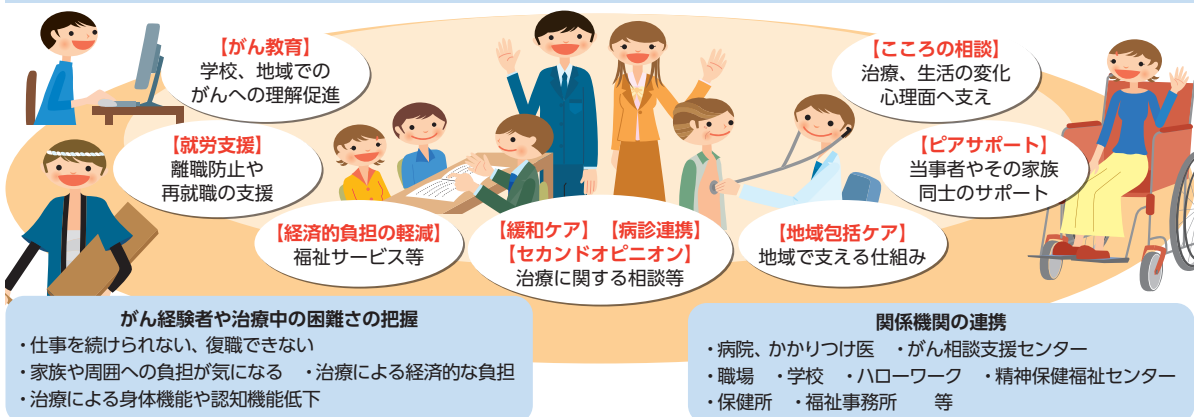 【がん教育】
学校、地域での
がんへの理解促進
【こころの相談】
治療、生活の変化
心理面へ支え
【就労支援】
離職防止や
再就職の支援
【ピアサポート】
当事者やその家族
同士のサポート
【経済的負担の軽減】
福祉サービス等
【緩和ケア】 【病診連携】
【セカンドオピニオン】
治療に関する相談等
【地域包括ケア】
地域で支える仕組み
がん経験者や治療中の困難さの把握
・仕事を続けられない、復職できない
・家族や周囲への負担が気になる ・治療による経済的な負担
・治療による身体機能や認知機能低下
関係機関の連携
・病院、かかりつけ医 ・がん相談支援センター
・職場 ・学校 ・ハローワーク ・精神保健福祉センター
・保健所 ・福祉事務所 等